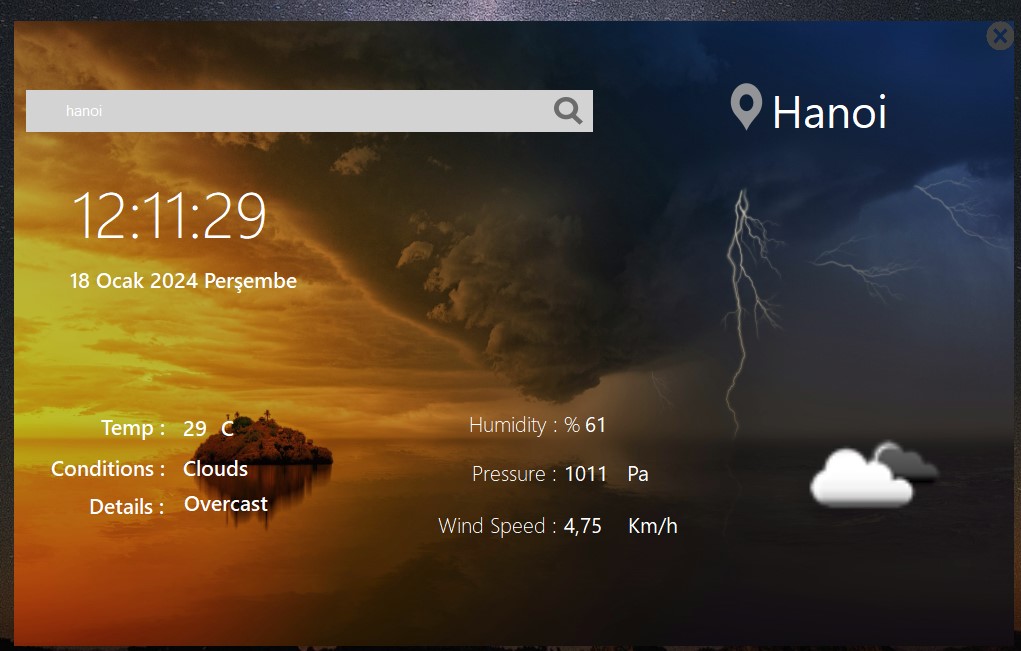 hanoi
Hanoi
12:11:29
18 Ocak 2024 Perşembe
Temp : 29 C
Conditions : Clouds
Details : Overcast
Humidity : % 61
Pressure : 1011 Pa
Wind Speed : 4,75 Km/h